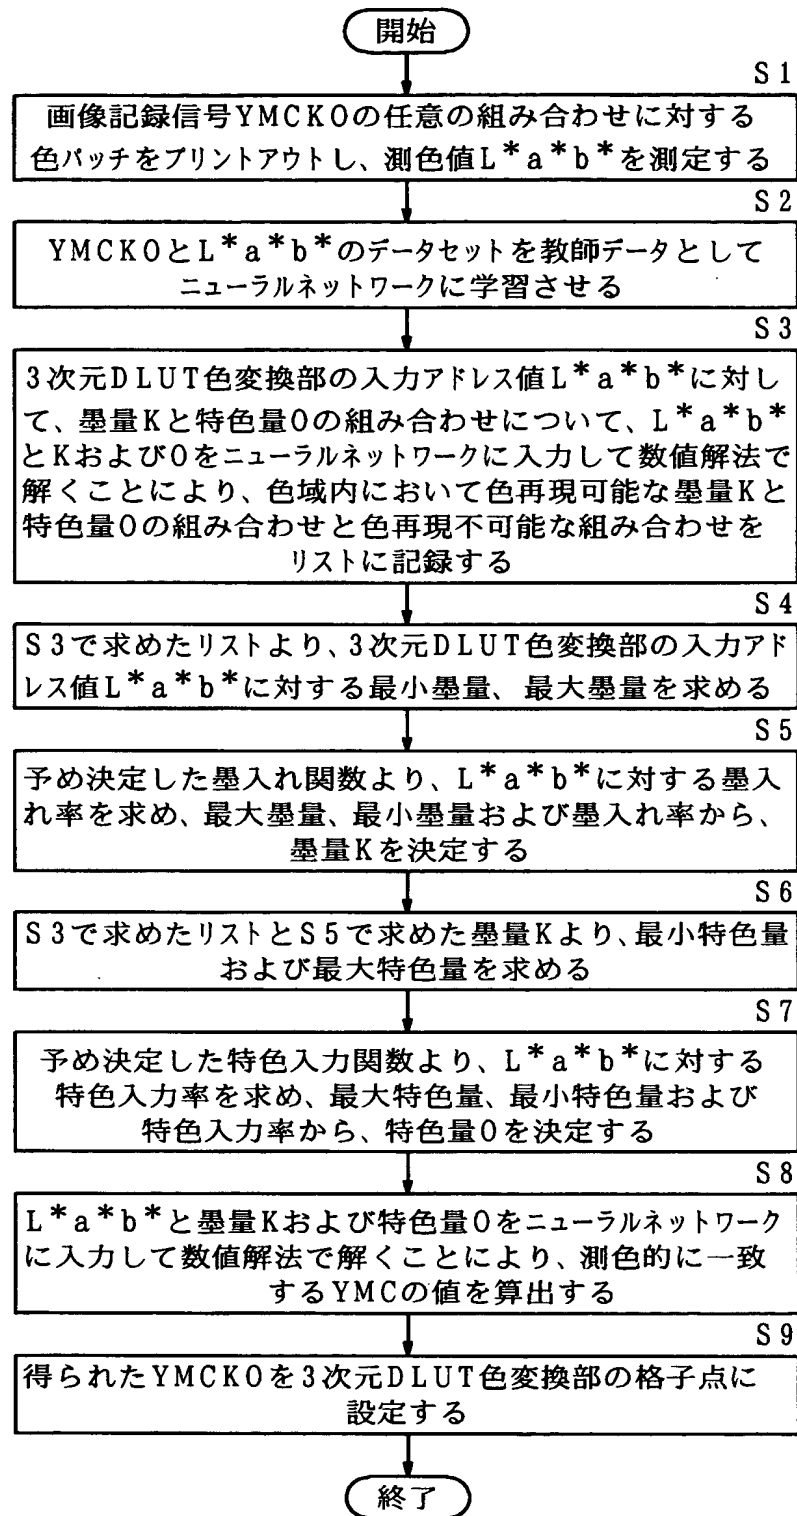 開始
S1
画像記録信号YMCKOの任意の組み合わせに対する
色パッチをプリントアウトし、測色値L*a*b*を測定する
S2
YMCKOとL*a*b*のデータセットを教師データとして
ニューラルネットワークに学習させる
S3
3次元DLUT色変換部の入力アドレス値L*a*b*に対し
て、墨量Kと特色量Oの組み合わせについて、L*a*b*
とKおよびOをニューラルネットワークに入力して数値解法で
解くことにより、色域内において色再現可能な墨量Kと
特色量Oの組み合わせと色再現不可能な組み合わせを
リストに記録する
S4
S3で求めたリストより、3次元DLUT色変換部の入力アド
レス値L*a*b*に対する最小墨量、最大墨量を求める
S5
予め決定した墨入れ関数より、L*a*b*に対する墨入
れ率を求め、最大墨量、最小墨量および墨入れ率から、
墨量Kを決定する
S6
S3で求めたリストとS5で求めた墨量Kより、最小特色量
および最大特色量を求める
S7
予め決定した特色入力関数より、L*a*b*に対する
特色入力率を求め、最大特色量、最小特色量および
特色入力率から、特色量Oを決定する
S8
L*a*b*と墨量Kおよび特色量Oをニューラルネットワーク
に入力して数値解法で解くことにより、測色的に一致
するYMCの値を算出する
S9
得られたYMCKOを3次元DLUT色変換部の格子点に
設定する
終了